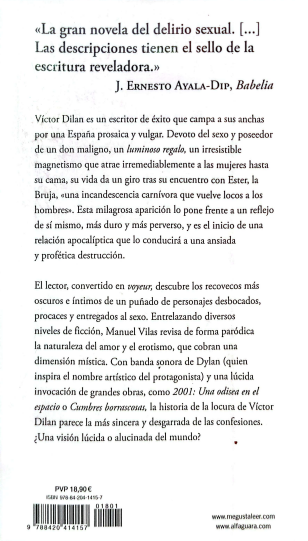 «La gran novela del delirio sexual. [...]
Las descripciones tienen el sello de la
escritura reveladora.»
J. Ernesto Ayala-Dip, Babelia
Víctor Dilan es un escritor de éxito que campa a sus anchas
por una España prosaica y vulgar. Devoto del sexo y poseedor
de un don maligno, un luminoso regalo, un irresistible
magnetismo que atrae irremediablemente a las mujeres hasta
su cama, su vida da un giro tras su encuentro con Ester, la
Bruja, «una incandescencia carnívora que vuelve locos a los
hombres». Esta milagrosa aparición lo pone frente a un reflejo
de sí mismo, más duro y más perverso, y es el inicio de una
relación apocalíptica que lo conducirá a una ansiada
y profética destrucción.
El lector, convertido en voyeur, descubre los recovecos más
oscuros e íntimos de un puñado de personajes desbocados,
procaces y entregados al sexo. Entrelazando diversos
niveles de ficción, Manuel Vilas revisa de forma paródica
la naturaleza del amor y el erotismo, que cobran una
dimensión mística. Con banda sonora de Dylan (quien
inspira el nombre artístico del protagonista) y una lúcida
invocación de grandes obras, como 2001: Una odisea en el
espacio o Cumbres borrascosas, la historia de la locura de Víctor
Dilan parece la más sincera y desgarrada de las confesiones.
¿Una visión lúcida o alucinada del mundo?
PVP 18,90 €
ISBN 978-84-204-1415-7
01801
9 788420 414157
www.megustaleer.com
www.alfaguara.com